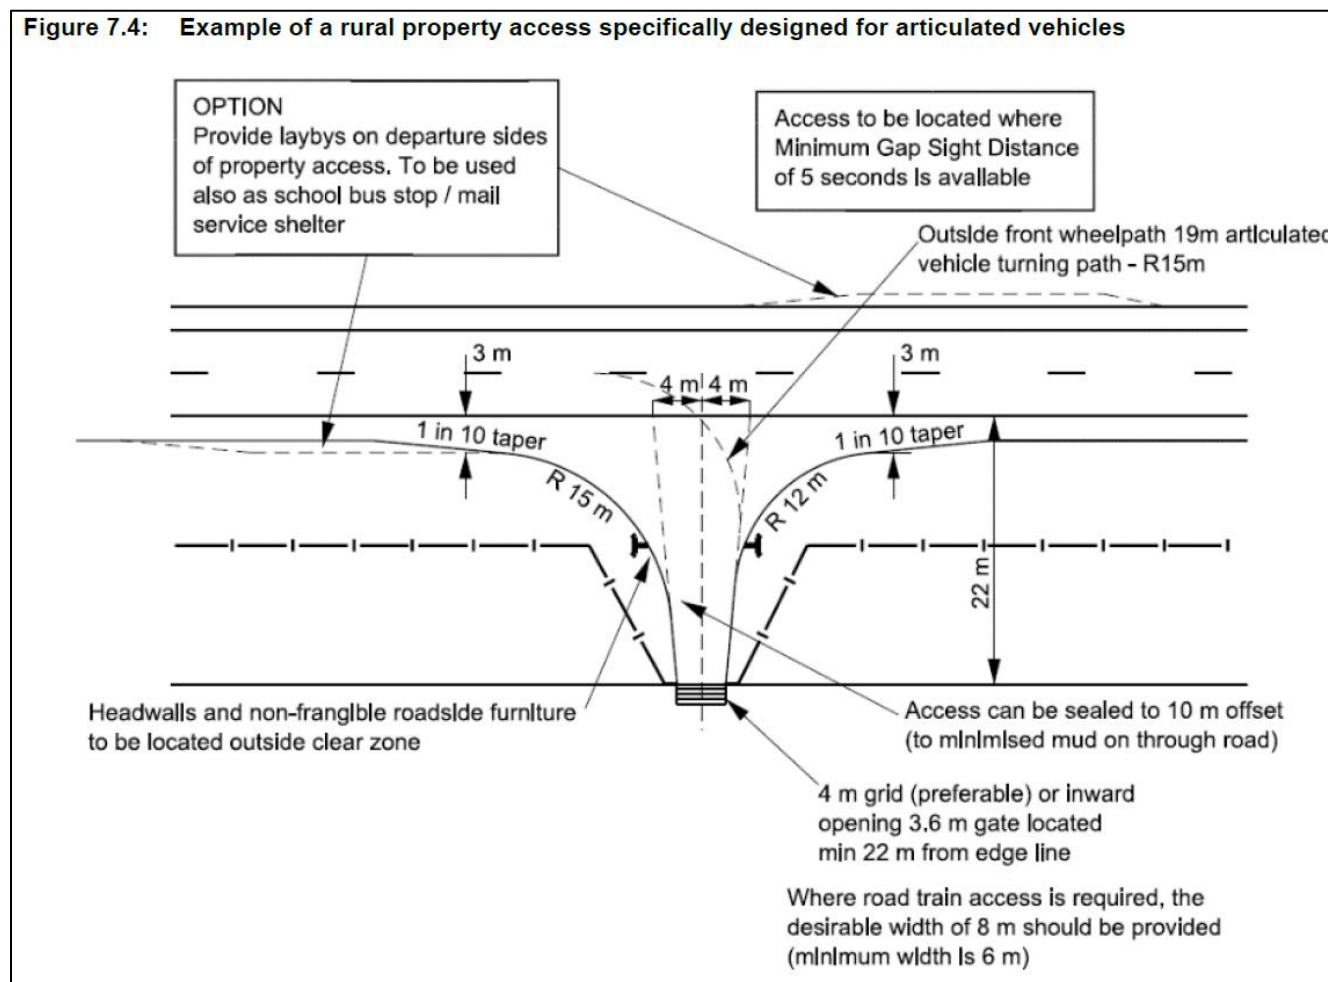 Figure 7.4: Example of a rural property access specifically designed for articulated vehicles
OPTION
Provide laybys on departure sides
of property access. To be used
also as school bus stop / mail
service shelter
Access to be located where
Minimum Gap Sight Distance
of 5 seconds is available
Outside front wheelpath 19m articulated
vehicle turning path - R15m
3 m
3 m
4 m 4 m
1 in 10 taper
1 in 10 taper
R 15 m
R 12 m
22 m
Headwalls and non-frangible roadside furniture
to be located outside clear zone
Access can be sealed to 10 m offset
(to minimised mud on through road)
4 m grid (preferable) or inward
opening 3.6 m gate located
min 22 m from edge line
Where road train access is required, the
desirable width of 8 m should be provided
(minimum width is 6 m)